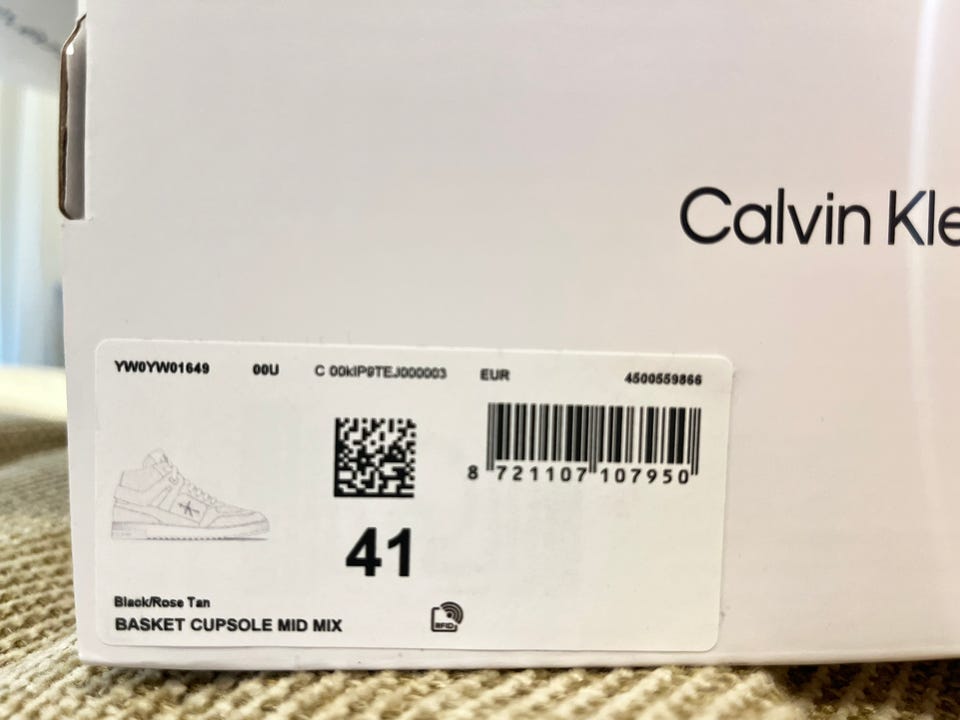 Calvin Kle
YW0YW01649 00U C 00kIP9TEJ000003 EUR 4500559866
8 721107 107950
41
Black/Rose Tan
BASKET CUPSOLE MID MIX
RFID